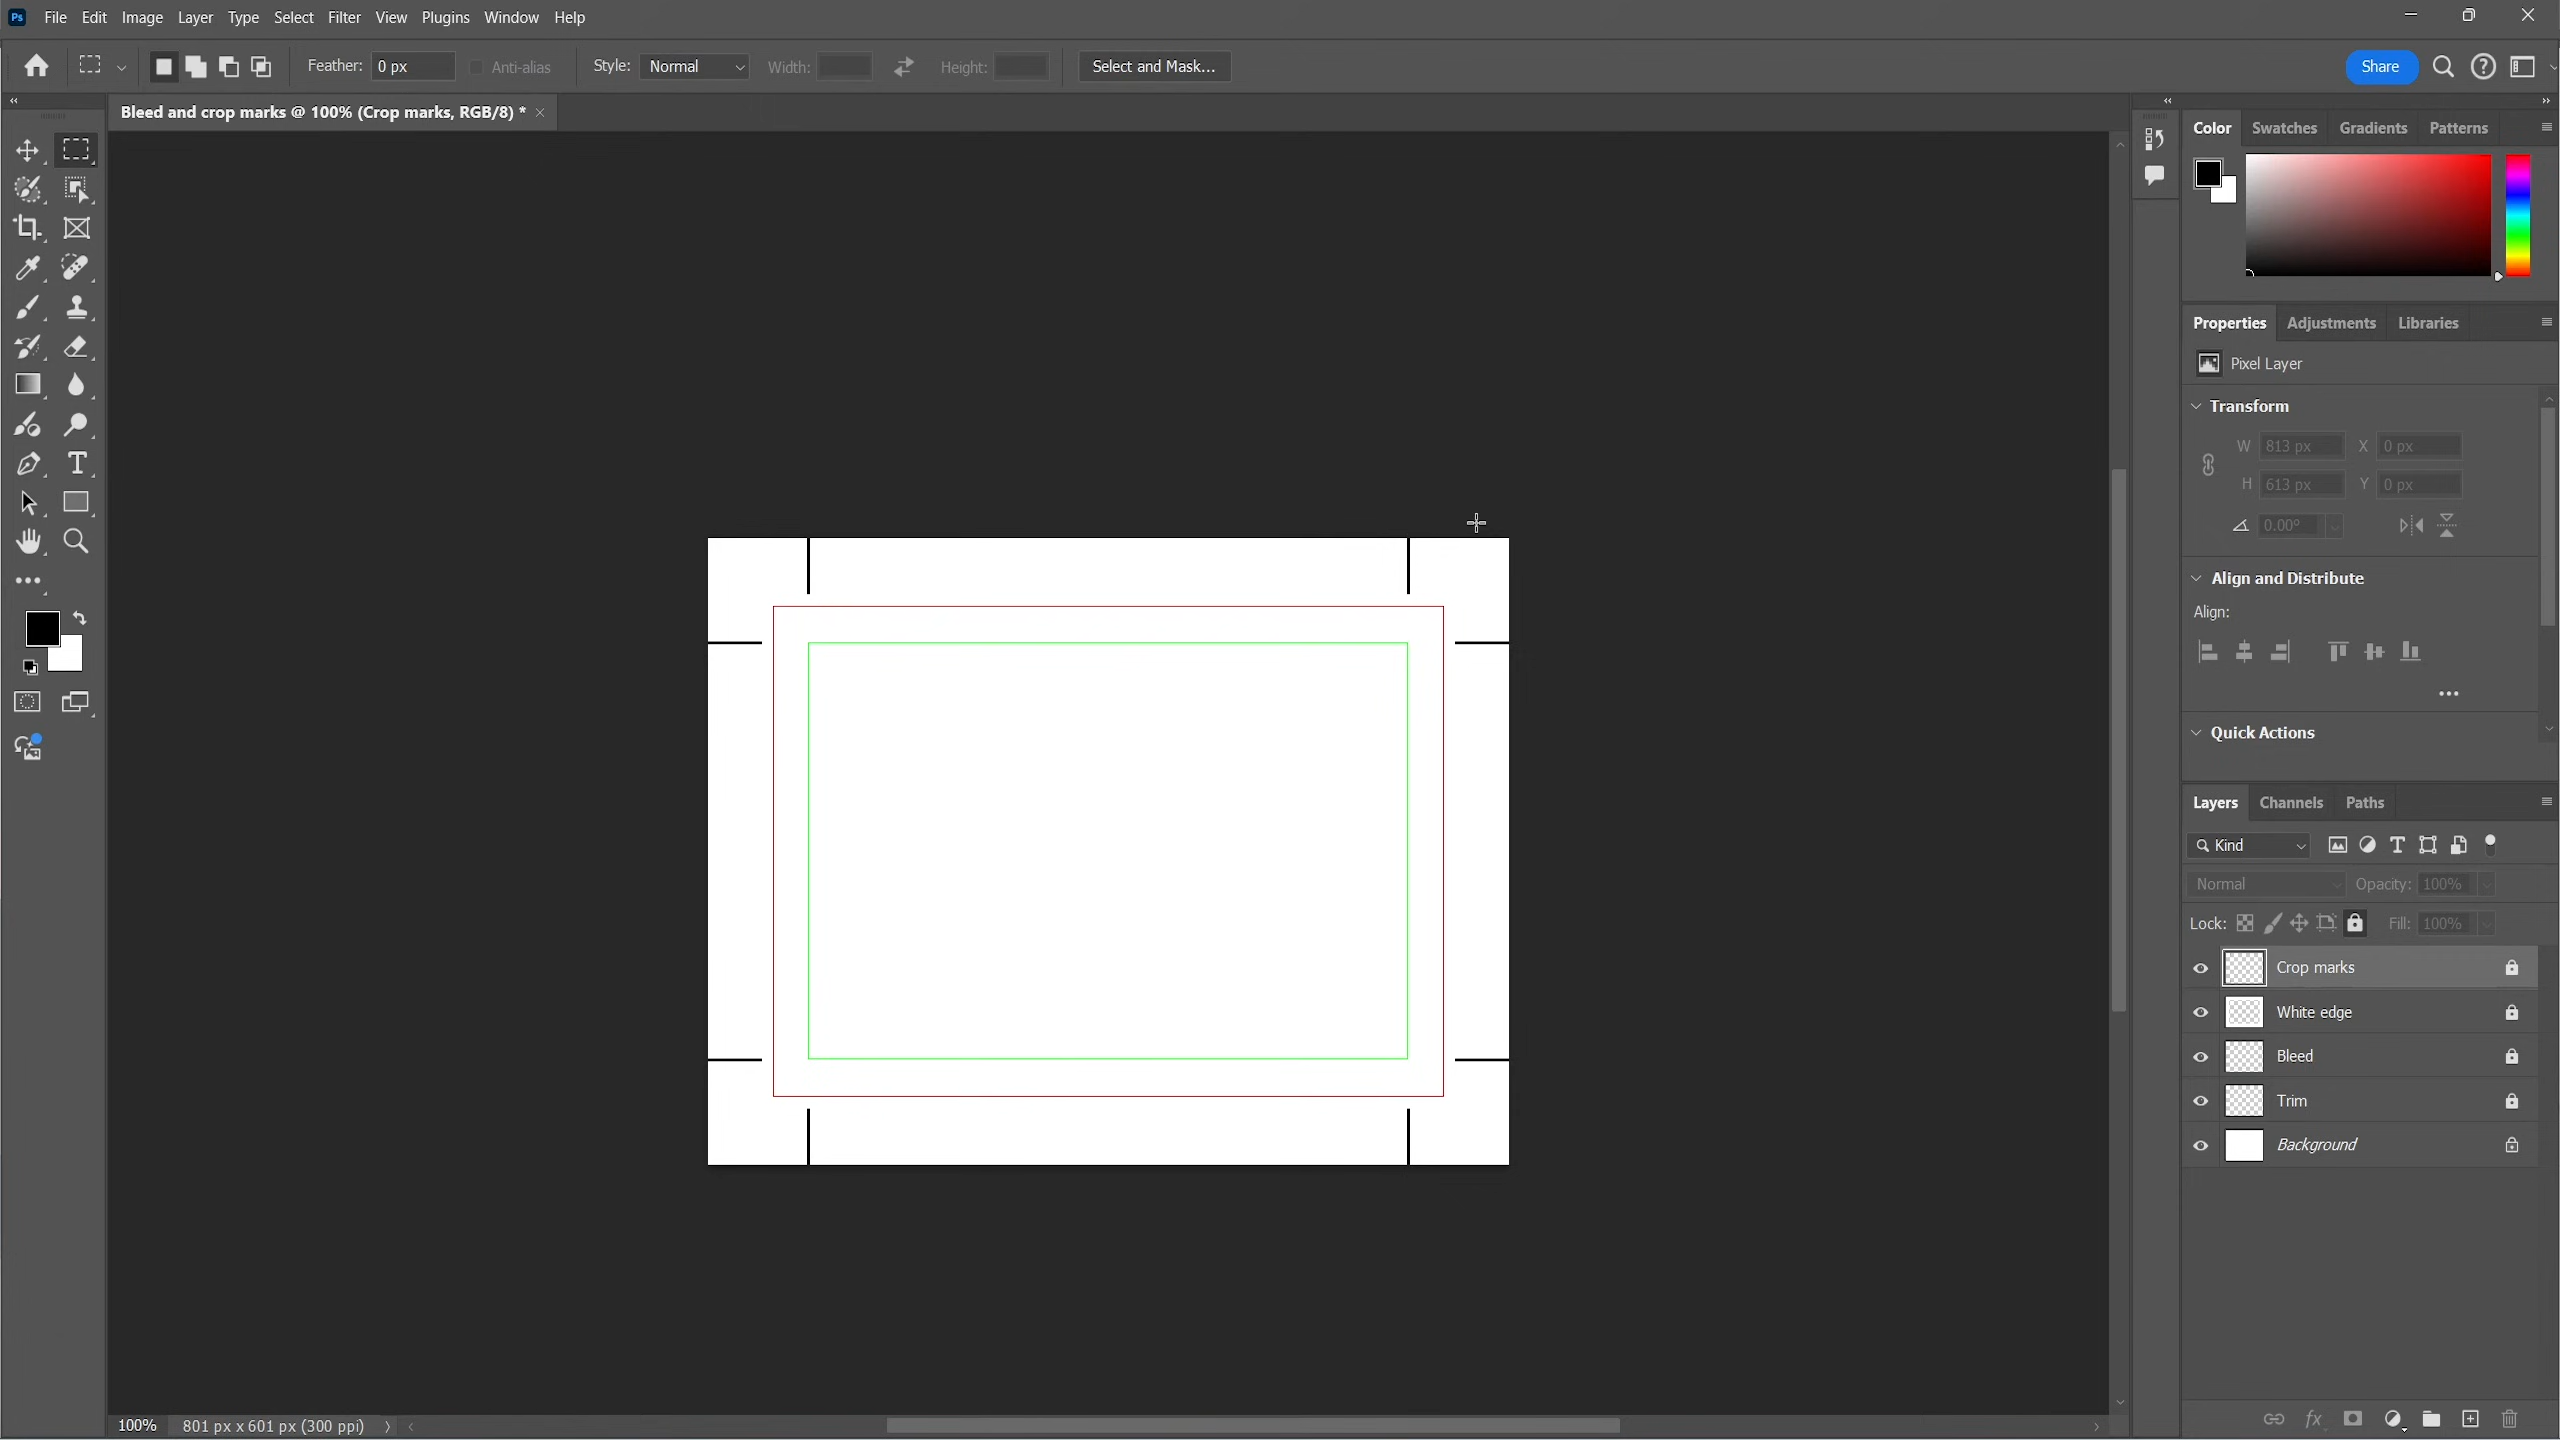 Ps File Edit Image Layer Type Select Filter View Plugins Window Help
Feather: 0 px Anti-alias Style: Normal Width: Height: Select and Mask... Share
Bleed and crop marks @ 100% (Crop marks, RGB/8) *
Color Swatches Gradients Patterns
Properties Adjustments Libraries
Pixel Layer
Transform
W 813 px X 0 px
H 613 px Y 0 px
0.00°
Align and Distribute
Align:
Quick Actions
Layers Channels Paths
Kind
Normal Opacity: 100%
Lock: Fill: 100%
Crop marks
White edge
Bleed
Trim
Background
fx
100% 801 px x 601 px (300 ppi)